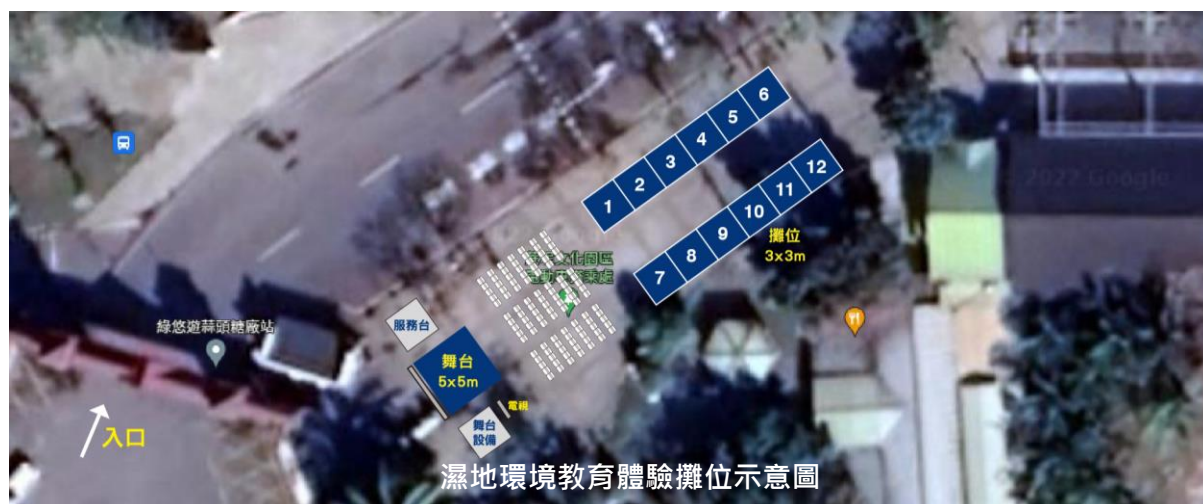 1
2
3
4
5
6
7
8
9
10
11
12
攤位
3x3m
2022 Google
服務台
舞台
5x5m
電視
舞台
設備
綠悠遊蒜頭糖廠站
入口
濕地環境教育體驗攤位示意圖